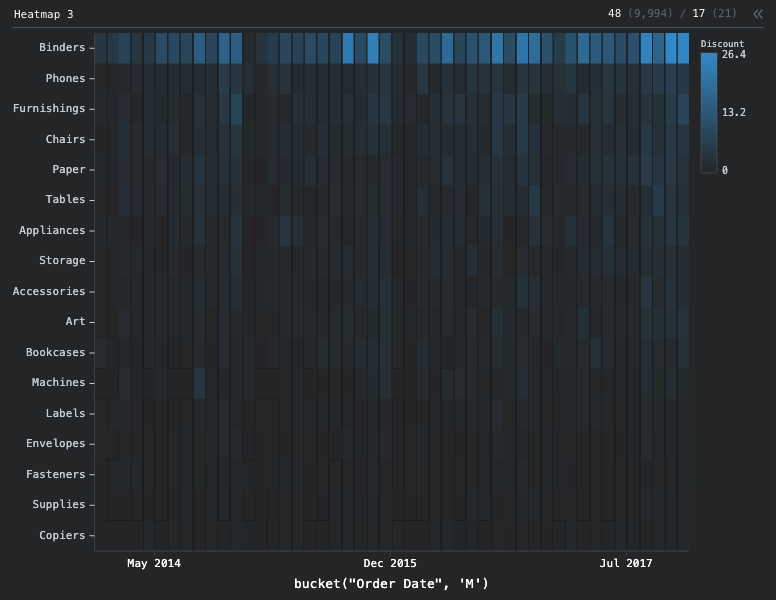 Heatmap 3
48 (9,994) / 17 (21)
Discount
26.4
13.2
0
Binders
Phones
Furnishings
Chairs
Paper
Tables
Appliances
Storage
Accessories
Art
Bookcases
Machines
Labels
Envelopes
Fasteners
Supplies
Copiers
May 2014
Dec 2015
Jul 2017
bucket("Order Date", 'M')